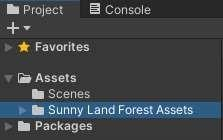 Project Console
Favorites
Assets
Scenes
Sunny Land Forest Assets
Packages